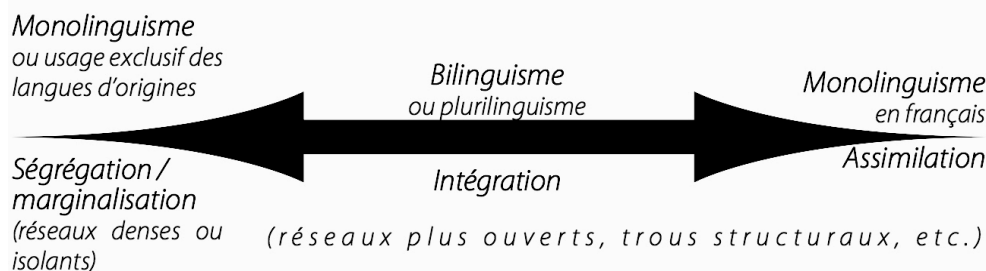 Monolinguisme
ou usage exclusif des
langues d'origines
Bilinguisme
ou plurilinguisme
Monolinguisme
en français
Ségrégation /
marginalisation
(réseaux denses ou
isolants)
Intégration
Assimilation
(réseaux plus ouverts, trous structuraux, etc.)